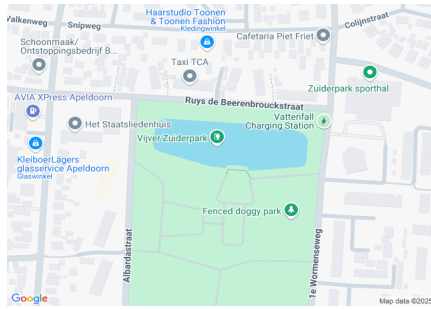 Valkenweg
Snipweg
Haarstudio Toonen
& Toonen Fashion
Kledingwinkel
Cafetaria Piet Friet
Colijnstraat
Schoonmaak/
Ontstoppingsbedrijf B...
Taxi TCA
Zuiderpark sporthal
AVIA XPress Apeldoorn
Ruys de Beerenbrouckstraat
Vattenfall
Charging Station
Het Staatsliedenhuis
Vijver Zuiderpark
KleiboerLägers
glasservice Apeldoorn
Glaswinkel
Fenced doggy park
Albardastraat
1e Wormenseweg
Google
Map data ©2025